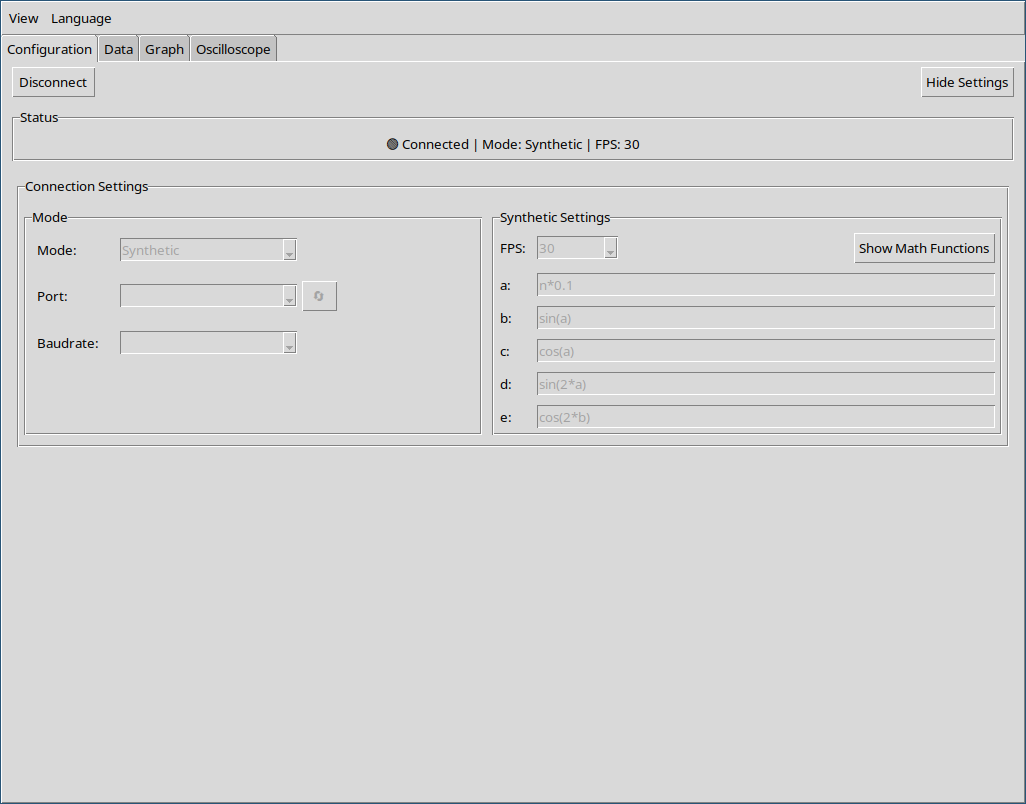 View Language
Configuration Data Graph Oscilloscope
Disconnect Hide Settings
Status
Connected | Mode: Synthetic | FPS: 30
Connection Settings
Mode
Mode: Synthetic
Port:
Baudrate:
Synthetic Settings
FPS: 30 Show Math Functions
a: n*0.1
b: sin(a)
c: cos(a)
d: sin(2*a)
e: cos(2*b)